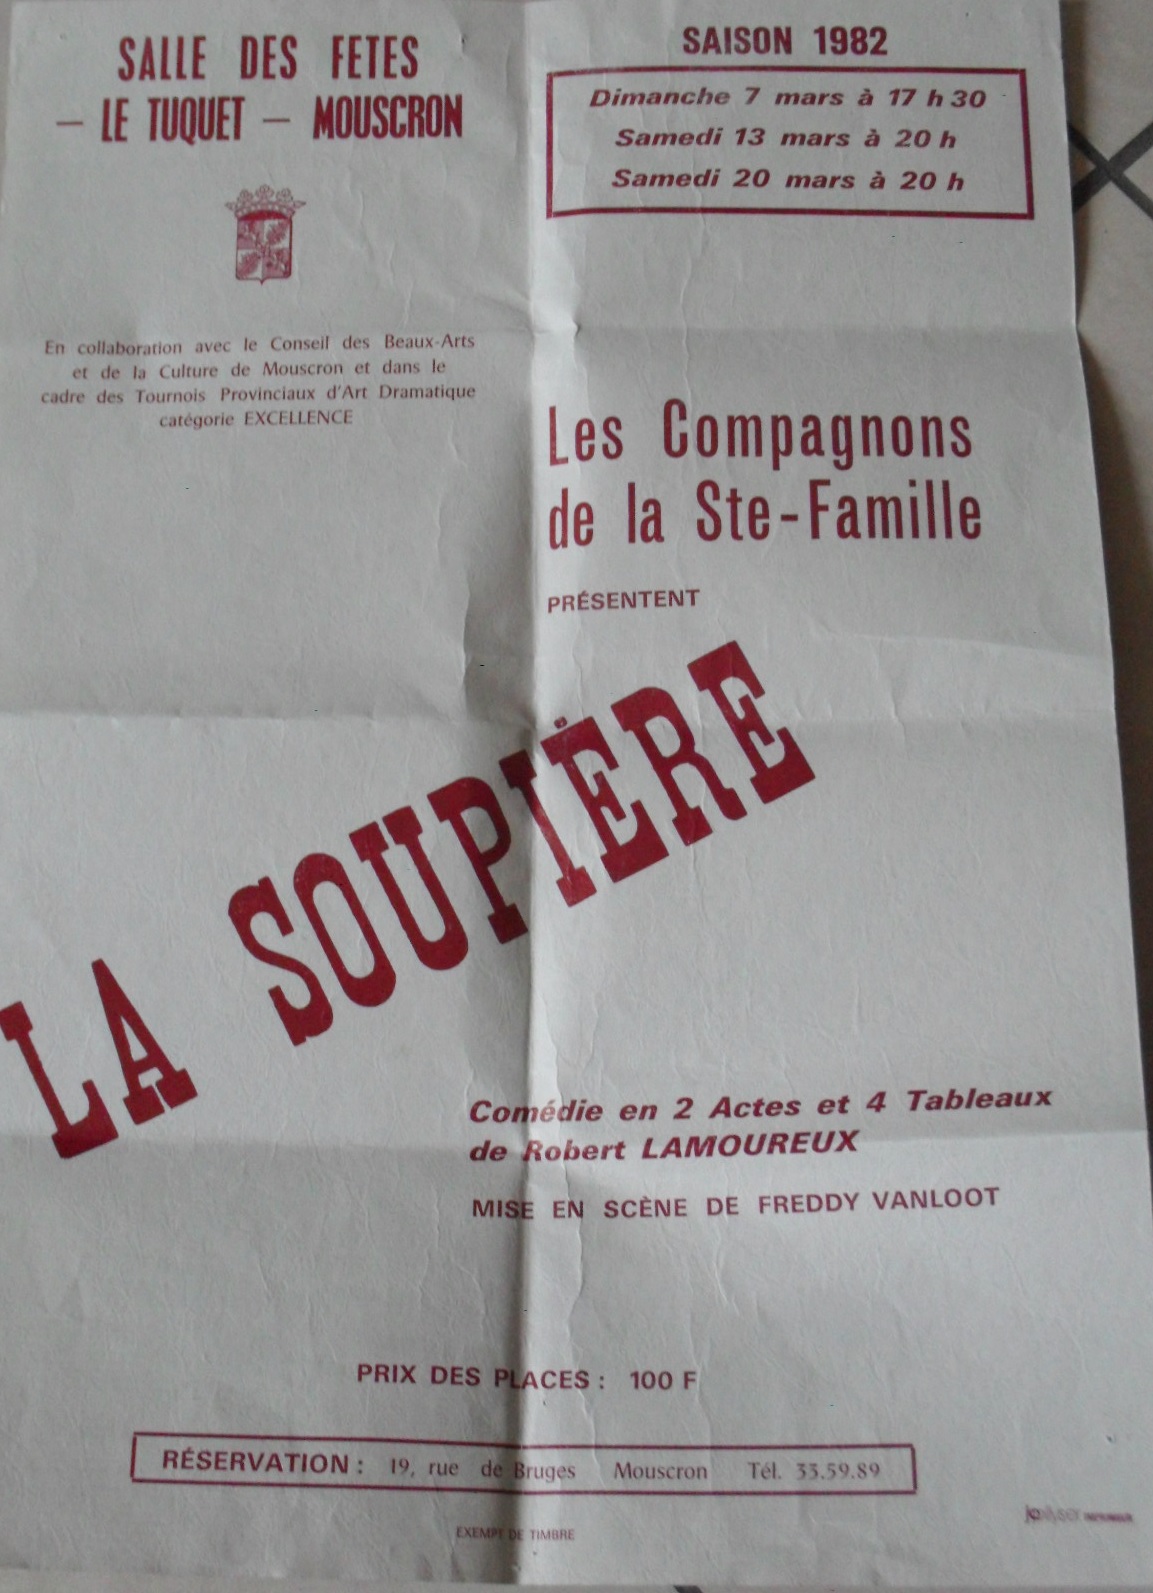 SALLE DES FETES
— LE TUQUET — MOUSCRON
En collaboration avec le Conseil des Beaux-Arts
et de la Culture de Mouscron et dans le
cadre des Tournois Provinciaux d'Art Dramatique
catégorie EXCELLENCE
SAISON 1982
Dimanche 7 mars à 17 h 30
Samedi 13 mars à 20 h
Samedi 20 mars à 20 h
Les Compagnons
de la Ste-Famille
PRÉSENTENT
LA SOUPIÈRE
Comédie en 2 Actes et 4 Tableaux
de Robert LAMOUREUX
MISE EN SCÈNE DE FREDDY VANLOOT
PRIX DES PLACES : 100 F
RÉSERVATION : 19, rue de Bruges Mouscron Tél. 33.59.89
EXEMPT DE TIMBRE